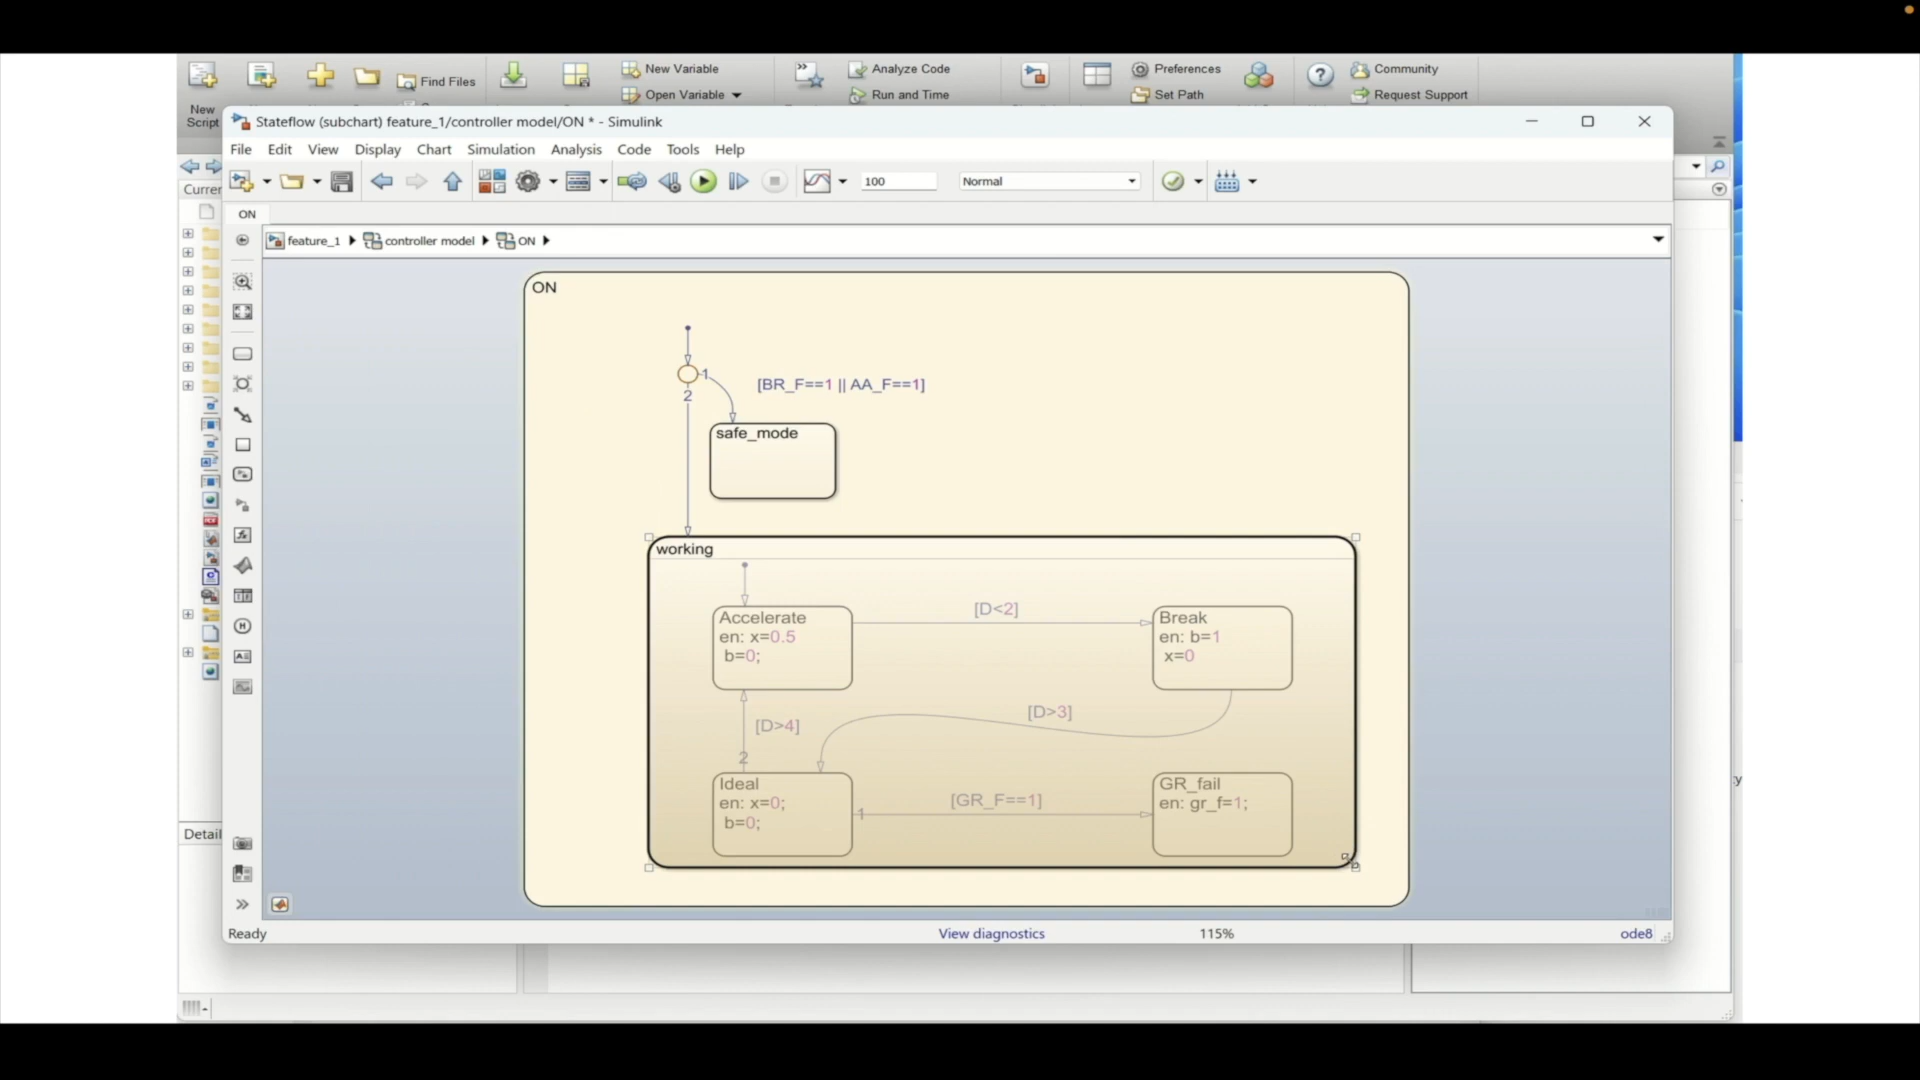 New Script
Find Files
New Variable
Open Variable
Analyze Code
Run and Time
Preferences
Set Path
Community
Request Support
Stateflow (subchart) feature_1/controller model/ON * - Simulink
File Edit View Display Chart Simulation Analysis Code Tools Help
100
Normal
Curre
ON
feature_1 controller model ON
ON
1
[BR_F==1 || AA_F==1]
2
safe_mode
working
Accelerate
en: x=0.5
b=0;
[D<2]
Break
en: b=1
x=0
[D>4]
[D>3]
2
Ideal
en: x=0;
b=0;
1
[GR_F==1]
GR_fail
en: gr_f=1;
Detail
Ready
View diagnostics
115%
ode8